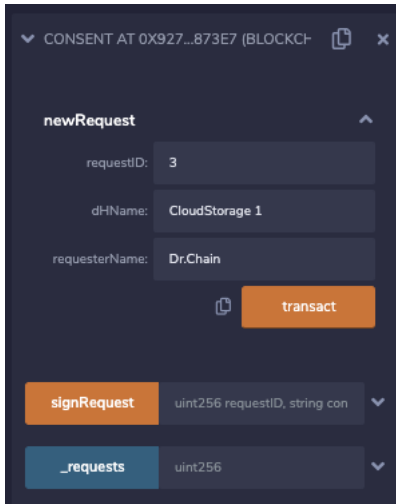 CONSENT AT 0X927...873E7 (BLOCKCH
newRequest
requestID: 3
dHName: CloudStorage 1
requesterName: Dr.Chain
transact
signRequest uint256 requestID, string con
_requests uint256